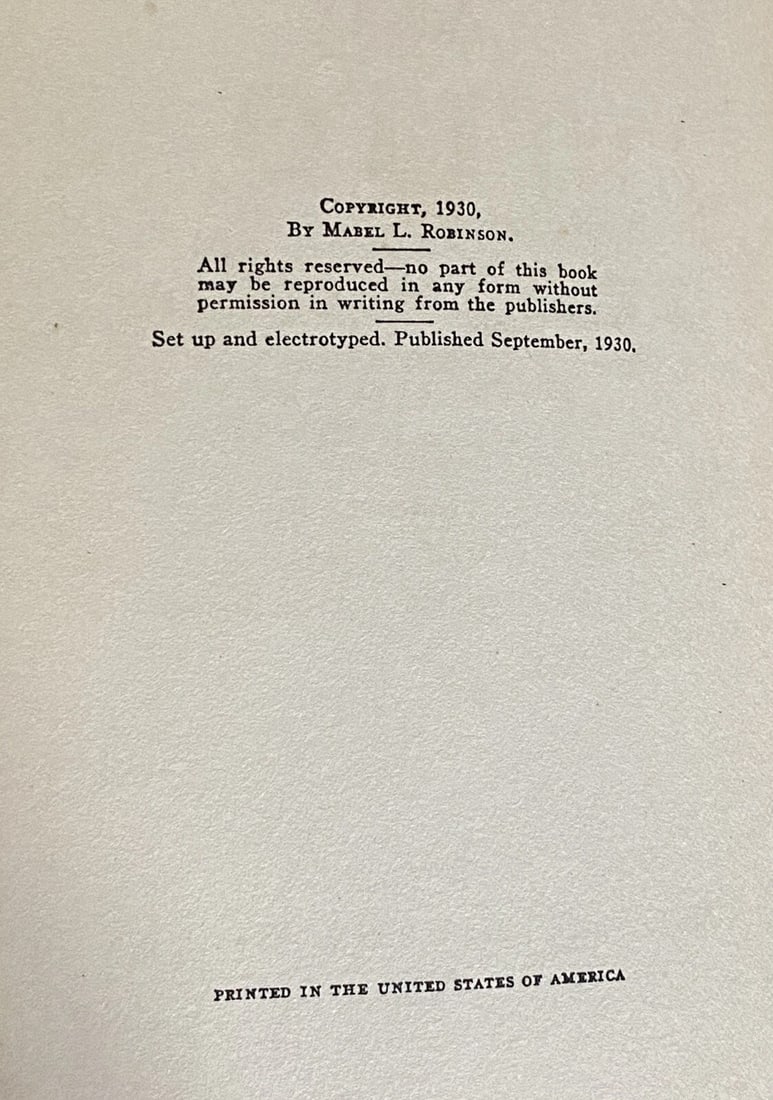 COPYRIGHT, 1930,
BY MABEL L. ROBINSON.
All rights reserved—no part of this book
may be reproduced in any form without
permission in writing from the publishers.
Set up and electrotyped. Published September, 1930.
PRINTED IN THE UNITED STATES OF AMERICA